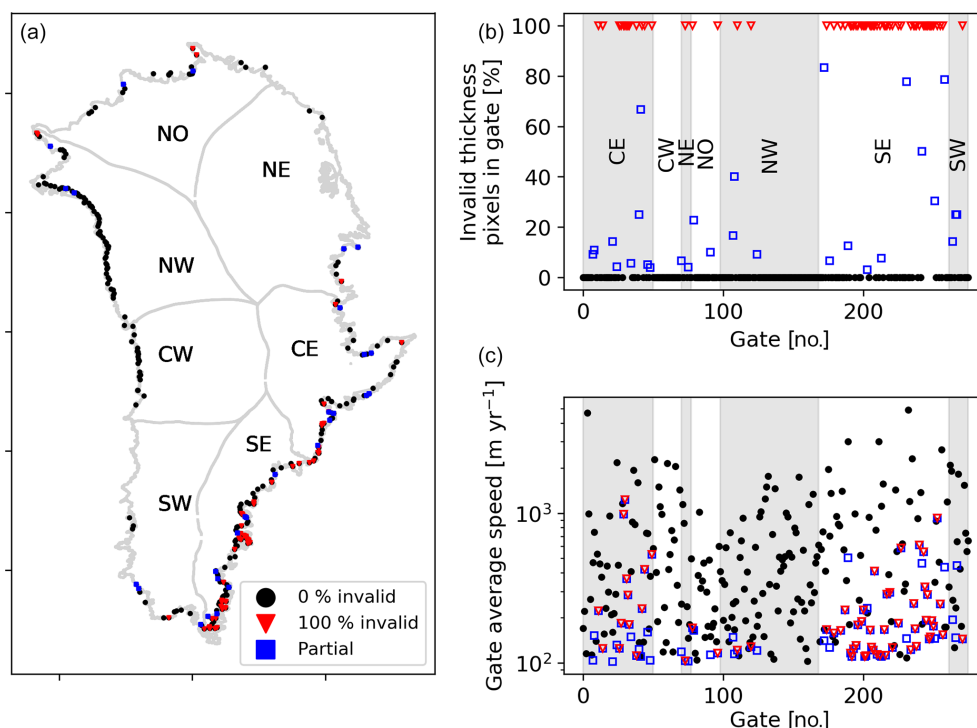 (a)
NO
NE
NW
CW
CE
SE
SW
0 % invalid
100 % invalid
Partial
(b)
Invalid thickness
pixels in gate [%]
100
80
60
40
20
0
CE
CW
NE
NO
NW
SE
SW
0
100
200
Gate [no.]
(c)
Gate average speed [m yr⁻¹]
10³
10²
0
100
200
Gate [no.]